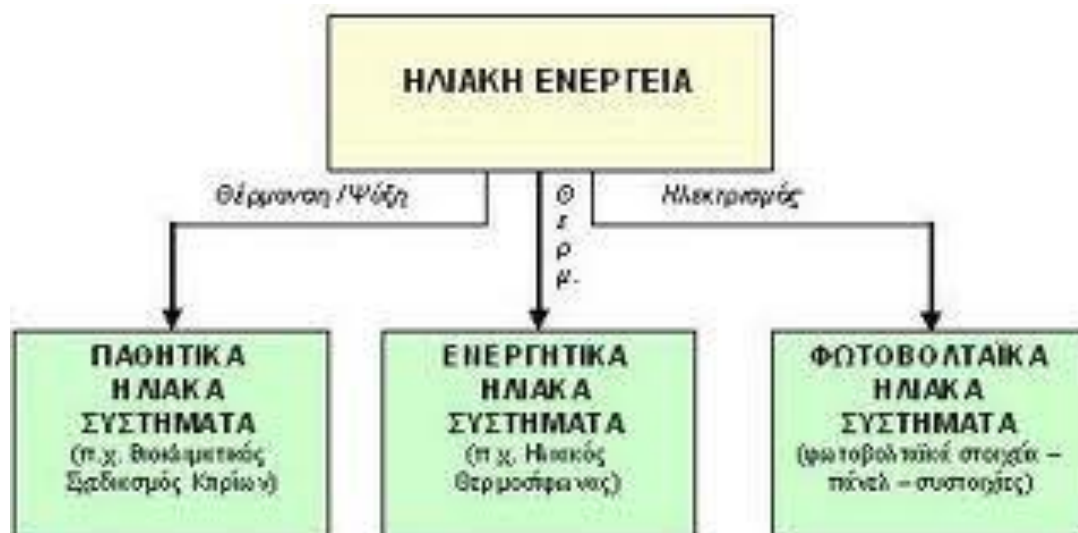 ΗΛΙΑΚΗ ΕΝΕΡΓΕΙΑ
Θέρμανση /Ψύξη
Θ
ε
ρ
μ.
Ηλεκτρισμός
ΠΑΘΗΤΙΚΑ
ΗΛΙΑΚΑ
ΣΥΣΤΗΜΑΤΑ
(π.χ. Βιοκλιματικός
Σχεδιασμός Κτιρίων)
ΕΝΕΡΓΗΤΙΚΑ
ΗΛΙΑΚΑ
ΣΥΣΤΗΜΑΤΑ
(π.χ. Ηλιακός
Θερμοσίφωνας)
ΦΩΤΟΒΟΛΤΑΪΚΑ
ΗΛΙΑΚΑ
ΣΥΣΤΗΜΑΤΑ
(φωτοβολταϊκά στοιχεία –
πάνελ – συστοιχίες)